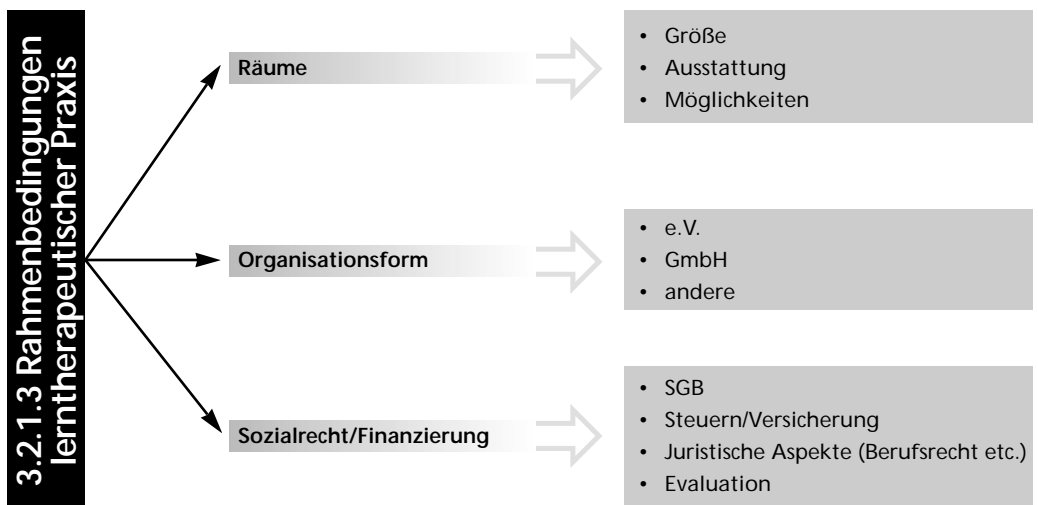 3.2.1.3 Rahmenbedingungen
lerntherapeutischer Praxis
Räume
• Größe
• Ausstattung
• Möglichkeiten
Organisationsform
• e.V.
• GmbH
• andere
Sozialrecht/Finanzierung
• SGB
• Steuern/Versicherung
• Juristische Aspekte (Berufsrecht etc.)
• Evaluation